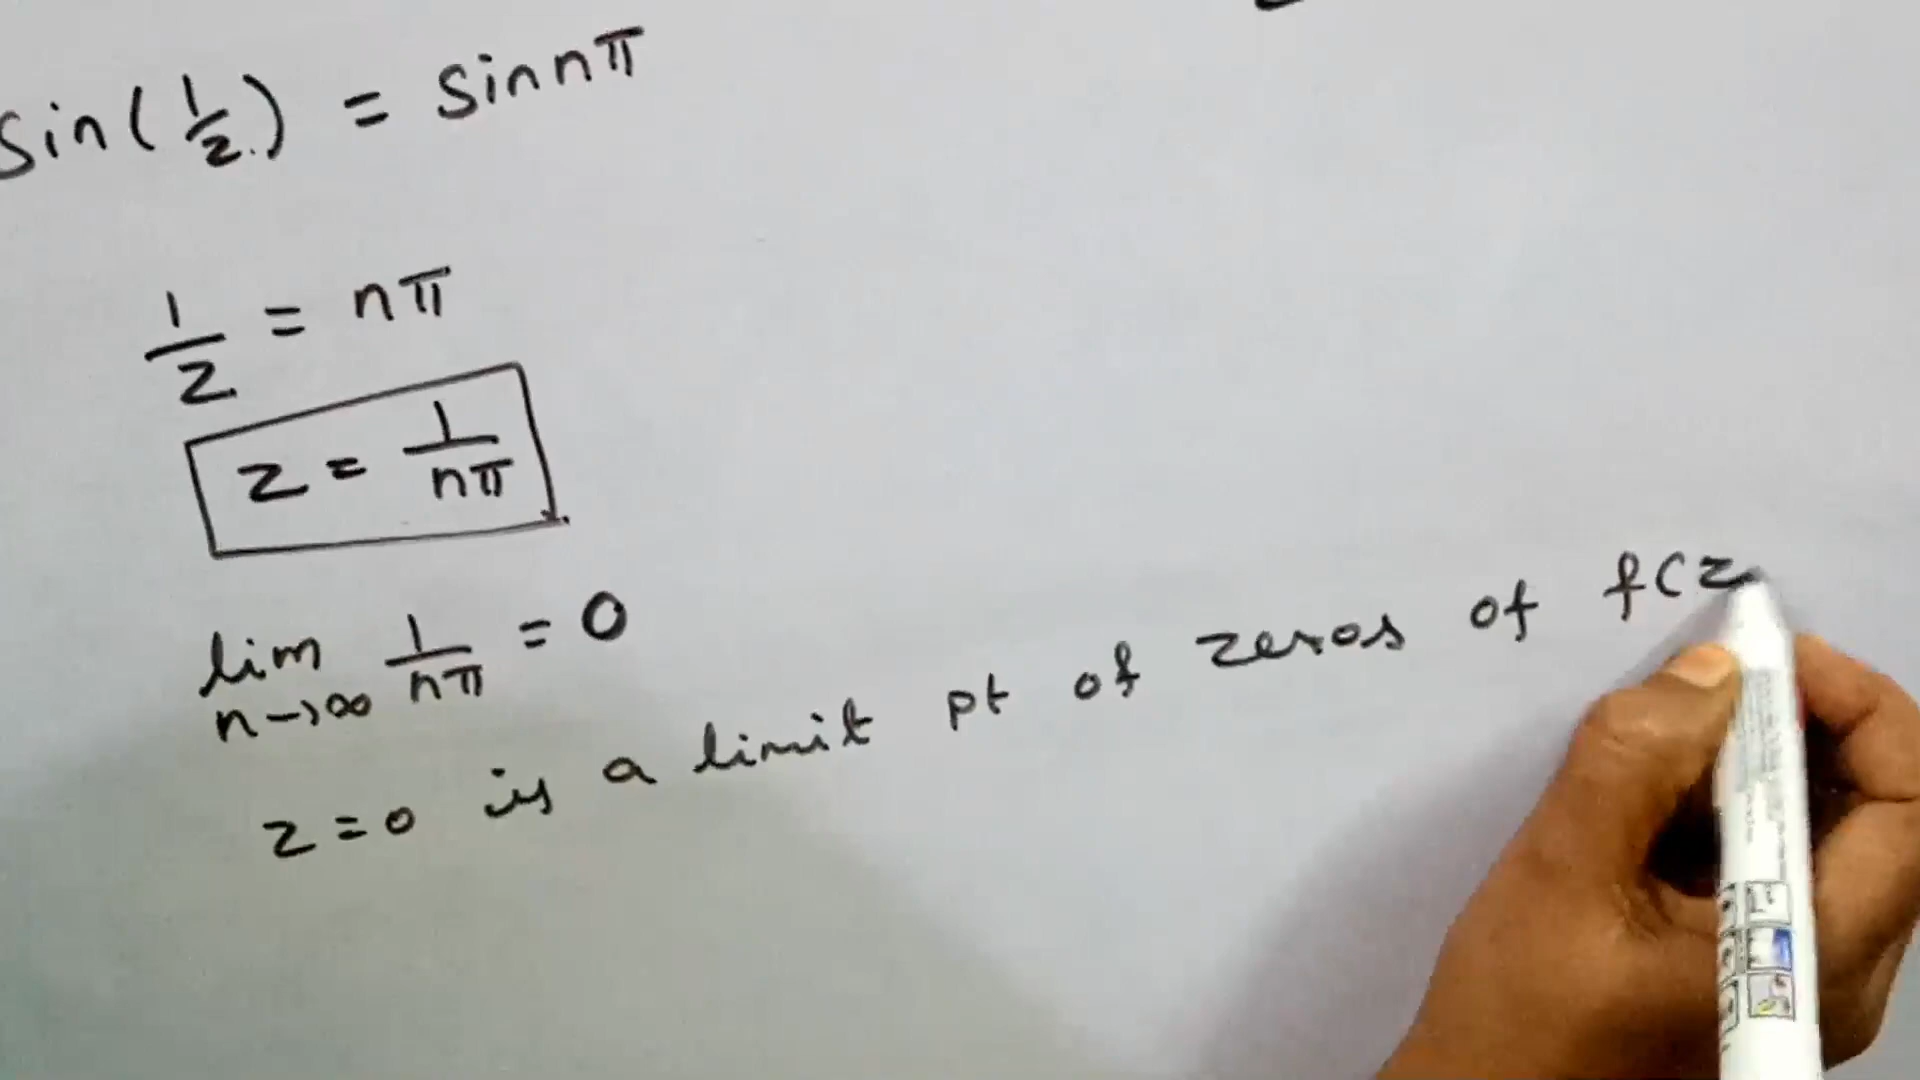 sin(1/z) = sin nπ
1/z = nπ
z = 1/nπ
lim n→∞ 1/nπ = 0
z = 0 is a limit pt of zeros of f(z